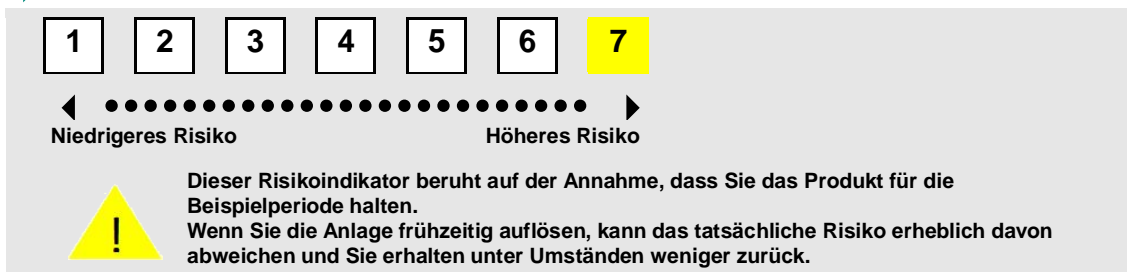 1 2 3 4 5 6 7
Niedrigeres Risiko Höheres Risiko
Dieser Risikoindikator beruht auf der Annahme, dass Sie das Produkt für die
Beispielperiode halten.
! Wenn Sie die Anlage frühzeitig auflösen, kann das tatsächliche Risiko erheblich davon
abweichen und Sie erhalten unter Umständen weniger zurück.